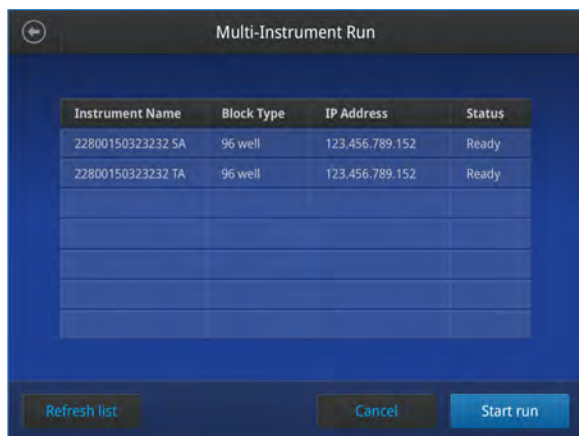 Multi-Instrument Run
Instrument Name Block Type IP Address Status
22800150323232 SA 96 well 123.456.789.152 Ready
22800150323232 TA 96 well 123.456.789.152 Ready
Refresh list Cancel Start run